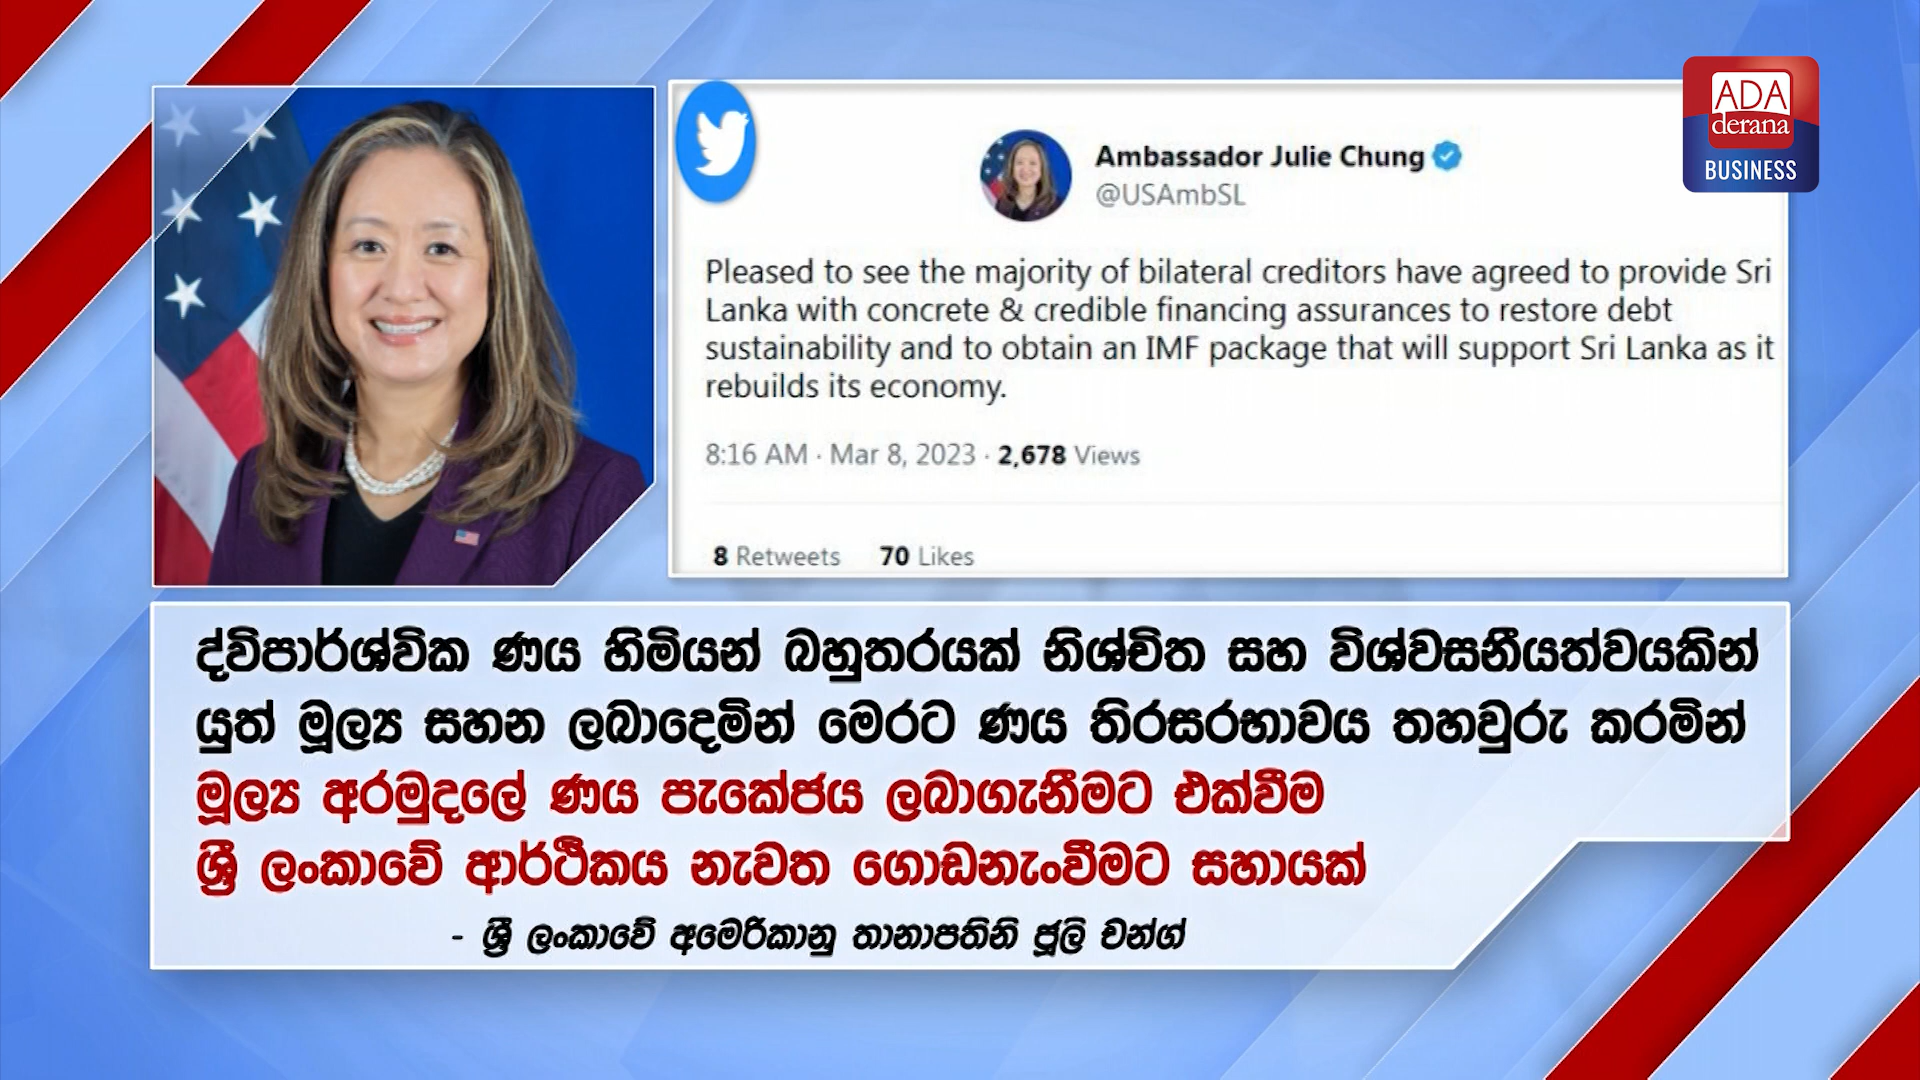 ADA
derana
BUSINESS
Ambassador Julie Chung
@USAmbSL
Pleased to see the majority of bilateral creditors have agreed to provide Sri
Lanka with concrete & credible financing assurances to restore debt
sustainability and to obtain an IMF package that will support Sri Lanka as it
rebuilds its economy.
8:16 AM · Mar 8, 2023 · 2,678 Views
8 Retweets 70 Likes
ද්විපාර්ශ්වික ණය හිමියන් බහුතරයක් නිශ්චිත සහ විශ්වසනීයත්වයකින්
යුත් මූල්‍ය සහන ලබාදෙමින් මෙරට ණය තිරසරභාවය තහවුරු කරමින්
මූල්‍ය අරමුදලේ ණය පැකේජය ලබාගැනීමට එක්වීම
ශ්‍රී ලංකාවේ ආර්ථිකය නැවත ගොඩනැංවීමට සහායක්
- ශ්‍රී ලංකාවේ අමෙරිකානු තානාපතිනි ජූලි චන්ග්